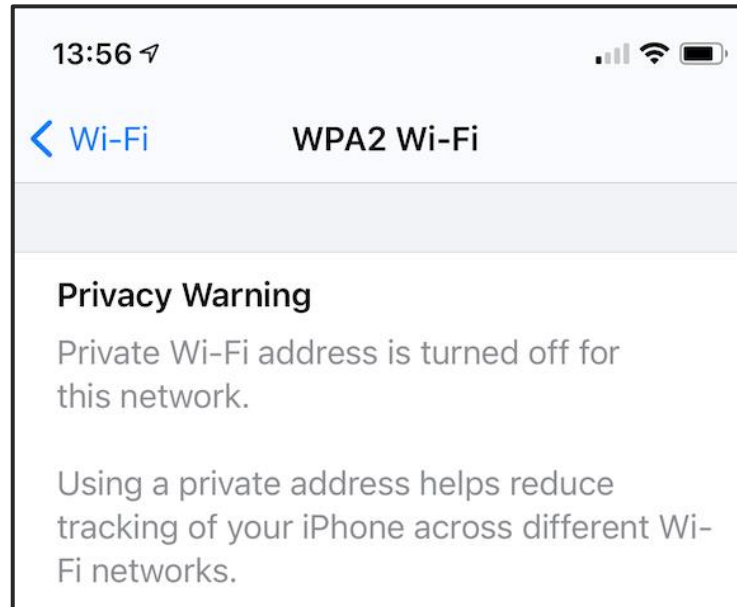 13:56
Wi-Fi
WPA2 Wi-Fi
Privacy Warning
Private Wi-Fi address is turned off for
this network.
Using a private address helps reduce
tracking of your iPhone across different Wi-
Fi networks.